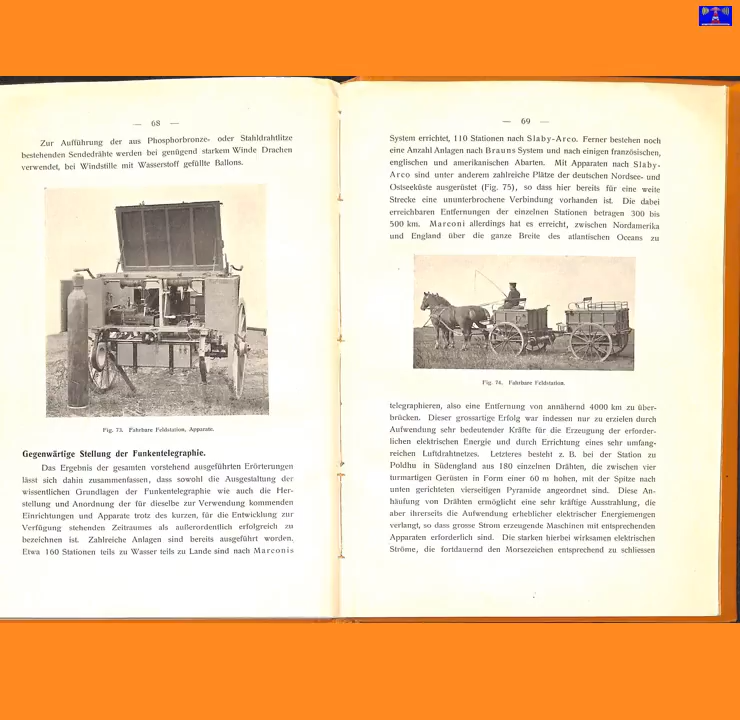 — 68 —
Zur Aufführung der aus Phosphorbronze- oder Stahldrahtlitze
bestehenden Sendedrähte werden bei genügend starkem Winde Drachen
verwendet, bei Windstille mit Wasserstoff gefüllte Ballons.
Fig. 73. Fahrbare Feldstation, Apparate.
Gegenwärtige Stellung der Funkentelegraphie.
Das Ergebnis der gesamten vorstehend ausgeführten Erörterungen
lässt sich dahin zusammenfassen, dass sowohl die Ausgestaltung der
wissentlichen Grundlagen der Funkentelegraphie wie auch die Her-
stellung und Anordnung der für dieselbe zur Verwendung kommenden
Einrichtungen und Apparate trotz des kurzen, für die Entwicklung zur
Verfügung stehenden Zeitraumes als außerordentlich erfolgreich zu
bezeichnen ist. Zahlreiche Anlagen sind bereits ausgeführt worden.
Etwa 160 Stationen teils zu Wasser teils zu Lande sind nach Marconis
— 69 —
System errichtet, 110 Stationen nach Slaby-Arco. Ferner bestehen noch
eine Anzahl Anlagen nach Brauns System und nach einigen französischen,
englischen und amerikanischen Abarten. Mit Apparaten nach Slaby-
Arco sind unter anderem zahlreiche Plätze der deutschen Nordsee- und
Ostseeküste ausgerüstet (Fig. 75), so dass hier bereits für eine weite
Strecke eine ununterbrochene Verbindung vorhanden ist. Die dabei
erreichbaren Entfernungen der einzelnen Stationen betragen 300 bis
500 km. Marconi allerdings hat es erreicht, zwischen Nordamerika
und England über die ganze Breite des atlantischen Oceans zu
Fig. 74. Fahrbare Feldstation.
telegraphieren, also eine Entfernung von annähernd 4000 km zu über-
brücken. Dieser grossartige Erfolg war indessen nur zu erzielen durch
Aufwendung sehr bedeutender Kräfte für die Erzeugung der erforder-
lichen elektrischen Energie und durch Errichtung eines sehr umfang-
reichen Luftdrahtnetzes. Letzteres besteht z. B. bei der Station zu
Poldhu in Südengland aus 180 einzelnen Drähten, die zwischen vier
turmartigen Gerüsten in Form einer 60 m hohen, mit der Spitze nach
unten gerichteten vierseitigen Pyramide angeordnet sind. Diese An-
häufung von Drähten ermöglicht eine sehr kräftige Ausstrahlung, die
aber ihrerseits die Aufwendung erheblicher elektrischer Energiemengen
verlangt, so dass grosse Strom erzeugende Maschinen mit entsprechenden
Apparaten erforderlich sind. Die starken hierbei wirksamen elektrischen
Ströme, die fortdauernd den Morsezeichen entsprechend zu schliessen